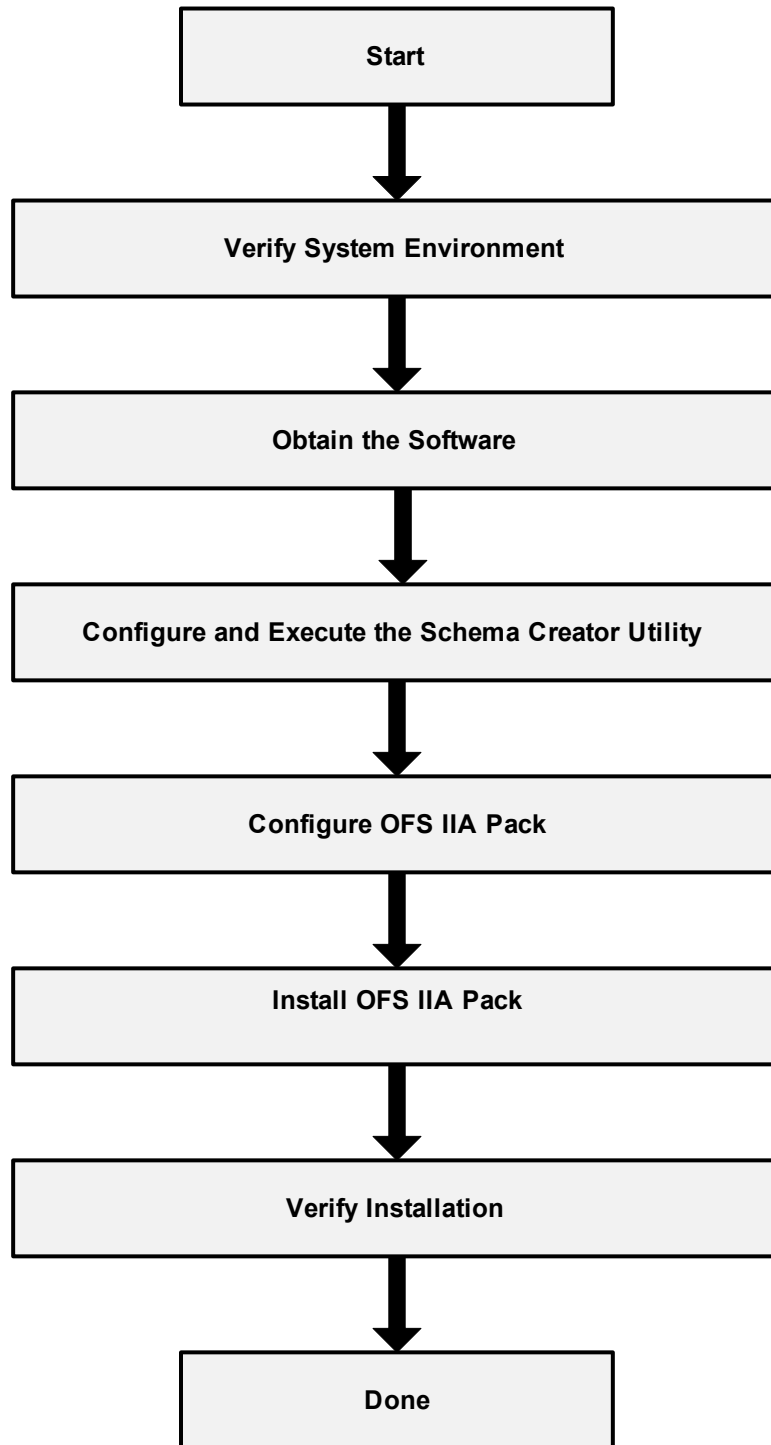 Start
Verify System Environment
Obtain the Software
Configure and Execute the Schema Creator Utility
Configure OFS IIA Pack
Install OFS IIA Pack
Verify Installation
Done